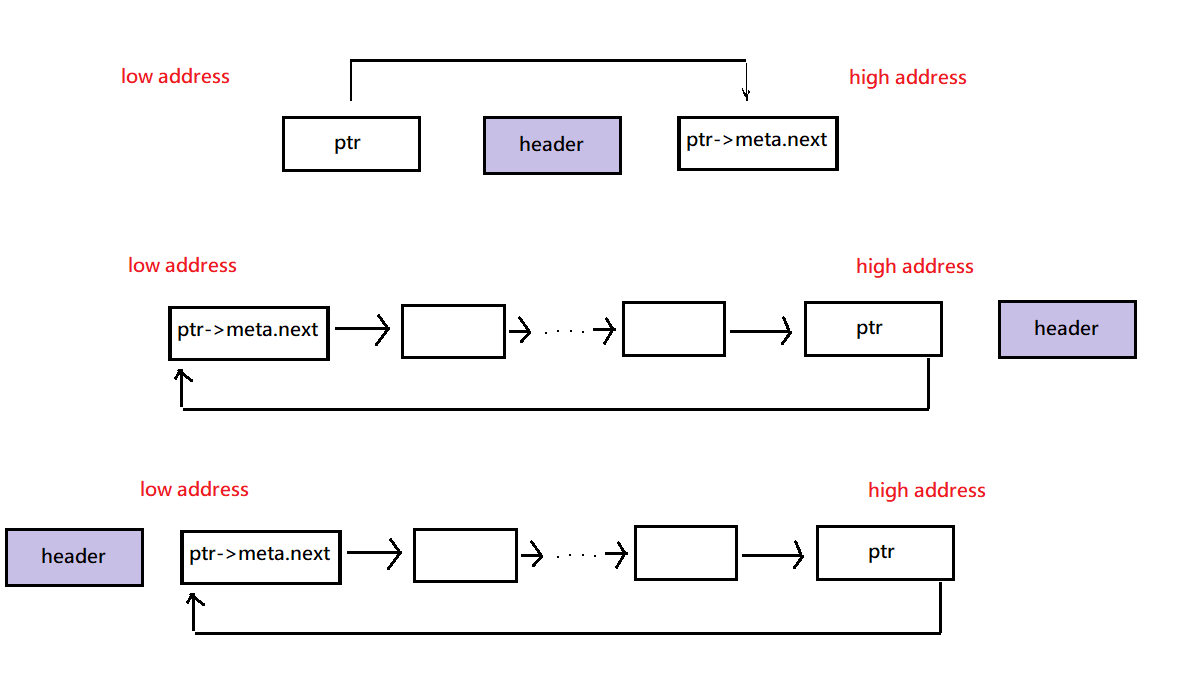 low address
high address
ptr
header
ptr->meta.next
low address
high address
ptr->meta.next
. . . . .
ptr
header
low address
high address
header
ptr->meta.next
. . . . .
ptr